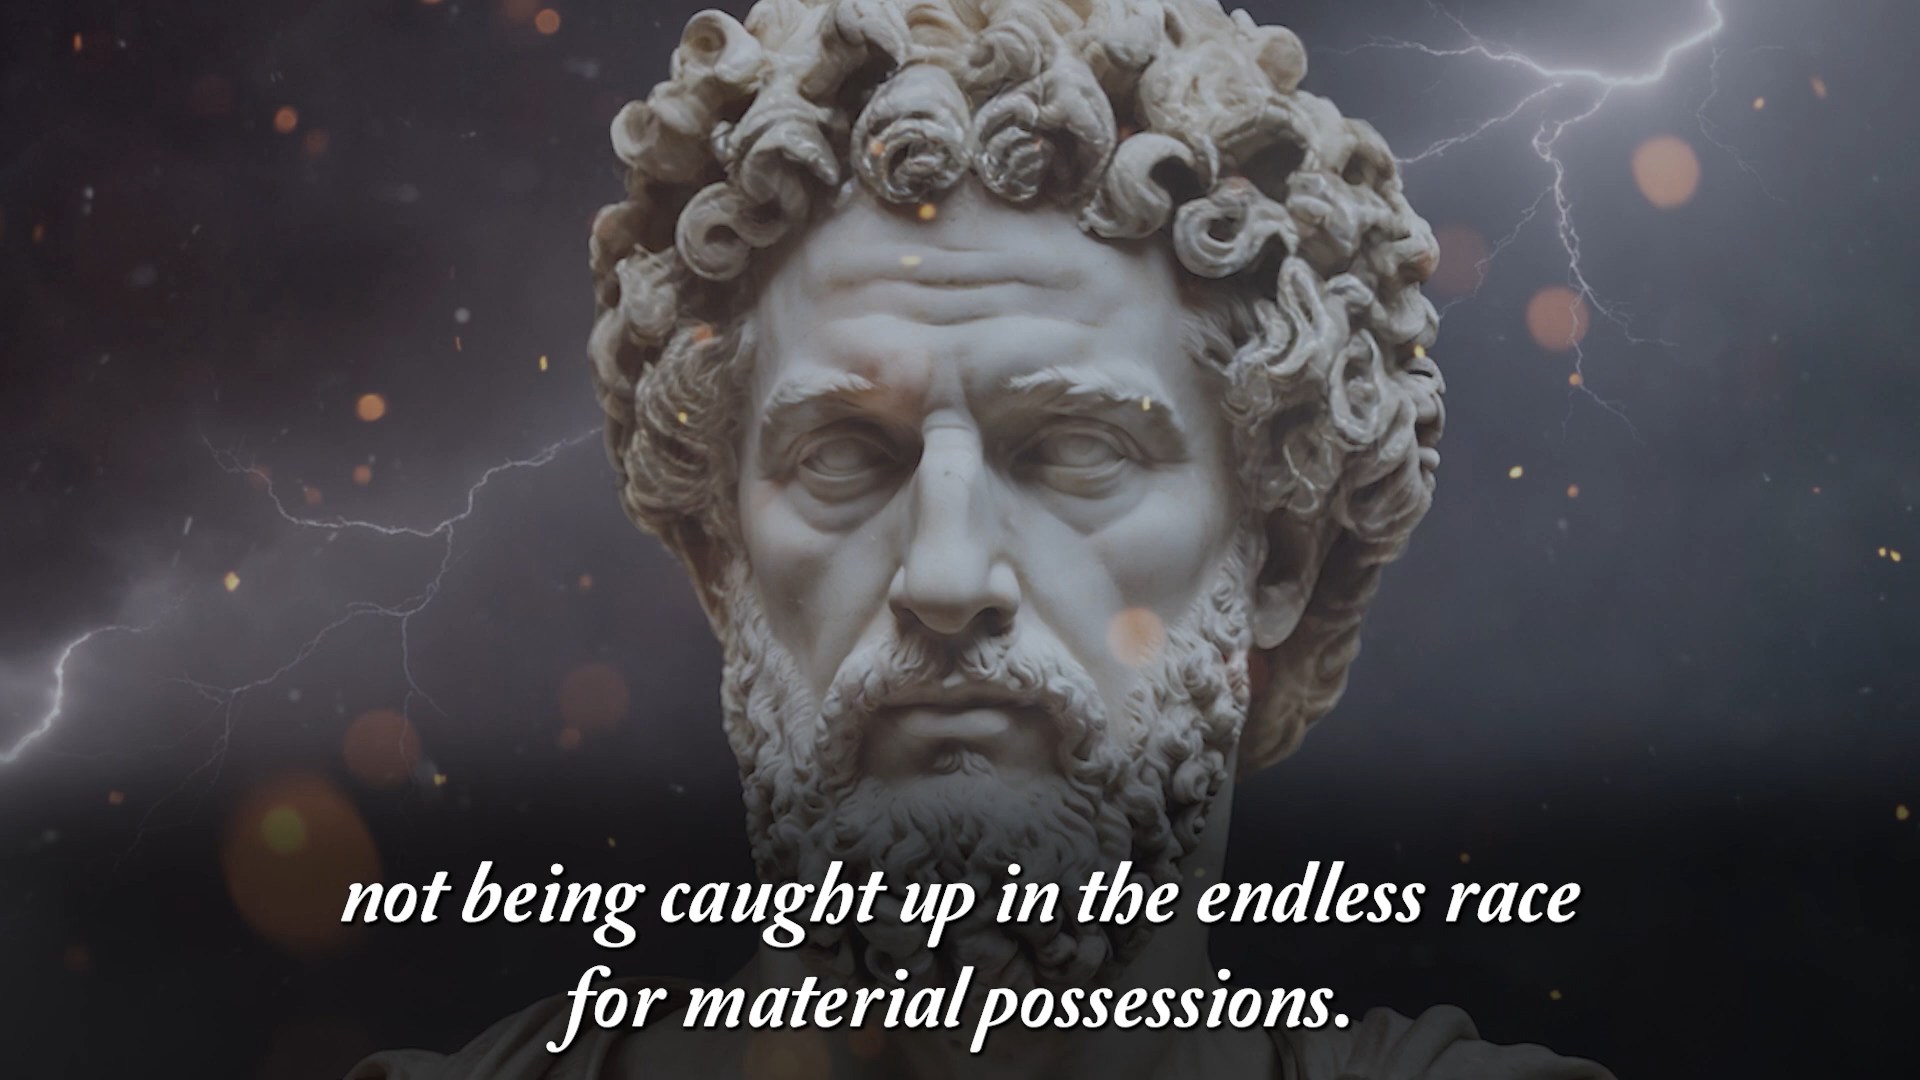 not being caught up in the endless race
for material possessions.